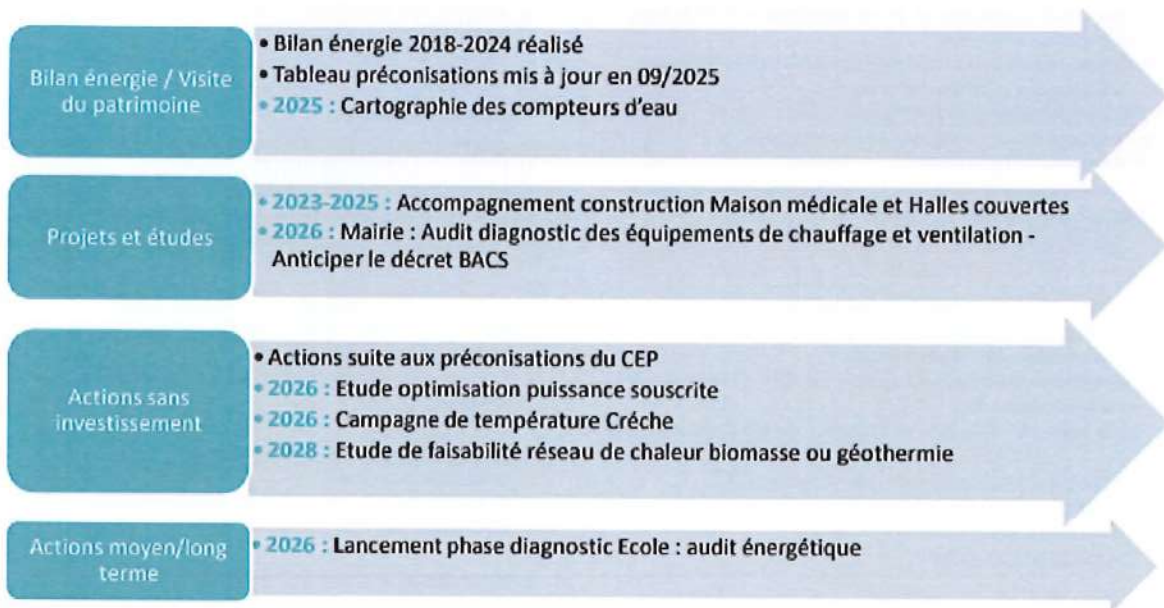 Bilan énergie / Visite
du patrimoine
• Bilan énergie 2018-2024 réalisé
• Tableau préconisations mis à jour en 09/2025
• 2025 : Cartographie des compteurs d'eau
Projets et études
• 2023-2025 : Accompagnement construction Maison médicale et Halles couvertes
• 2026 : Mairie : Audit diagnostic des équipements de chauffage et ventilation -
Anticiper le décret BACS
Actions sans
investissement
• Actions suite aux préconisations du CEP
• 2026 : Etude optimisation puissance souscrite
• 2026 : Campagne de température Créche
• 2028 : Etude de faisabilité réseau de chaleur biomasse ou géothermie
Actions moyen/long
terme
• 2026 : Lancement phase diagnostic Ecole : audit énergétique